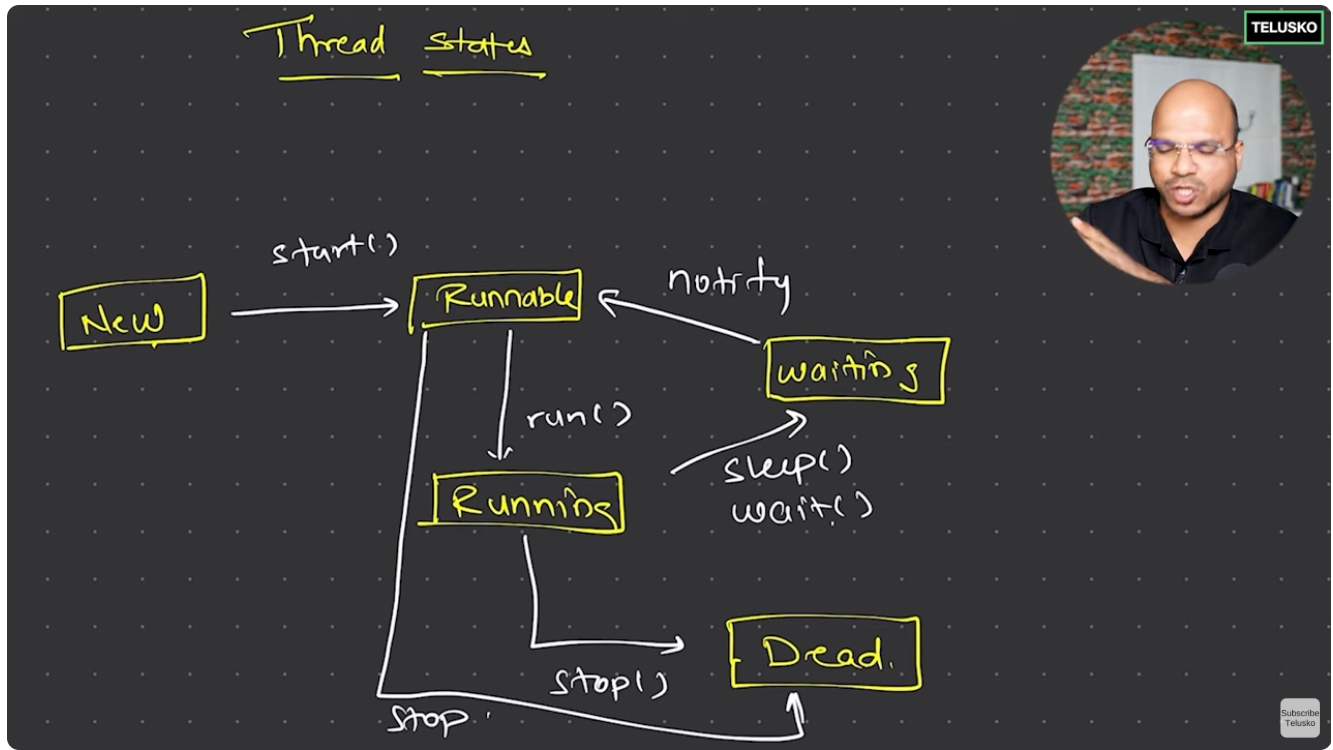 TELUSKO
Thread states
start()
New
Runnable
notify
waiting
run()
sleep()
wait()
Running
Dead.
stop()
stop
Subscribe
Telusko